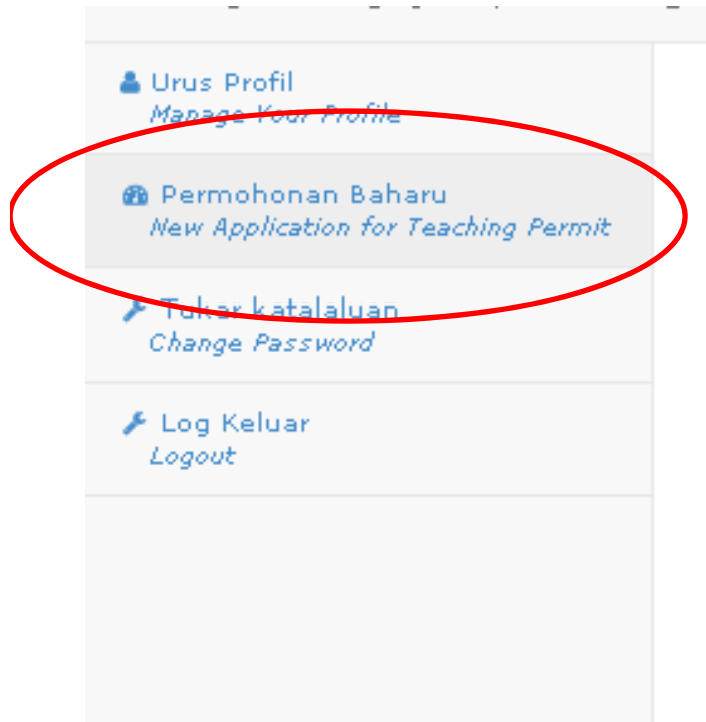 Urus Profil
Manage Your Profile
Permohonan Baharu
New Application for Teaching Permit
Tukar katalaluan
Change Password
Log Keluar
Logout